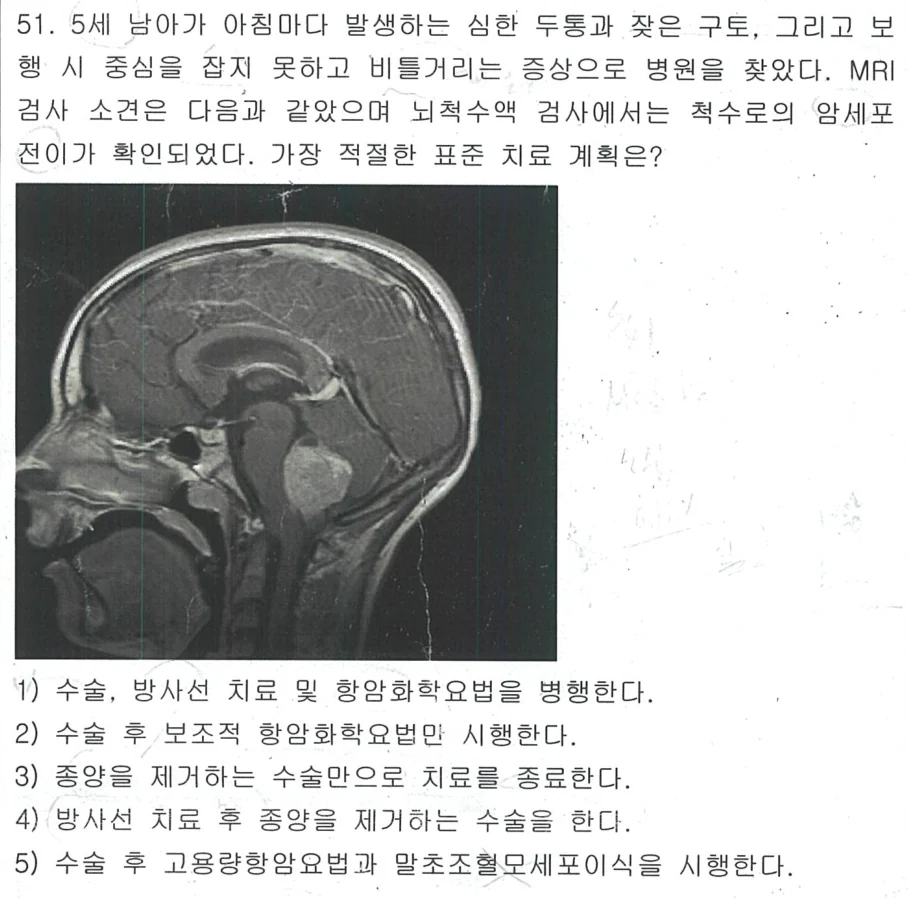 51. 5세 남아가 아침마다 발생하는 심한 두통과 잦은 구토, 그리고 보
행 시 중심을 잡지 못하고 비틀거리는 증상으로 병원을 찾았다. MRI
검사 소견은 다음과 같았으며 뇌척수액 검사에서는 척수로의 암세포
전이가 확인되었다. 가장 적절한 표준 치료 계획은?
1) 수술, 방사선 치료 및 항암화학요법을 병행한다.
2) 수술 후 보조적 항암화학요법만 시행한다.
3) 종양을 제거하는 수술만으로 치료를 종료한다.
4) 방사선 치료 후 종양을 제거하는 수술을 한다.
5) 수술 후 고용량항암요법과 말초조혈모세포이식을 시행한다.